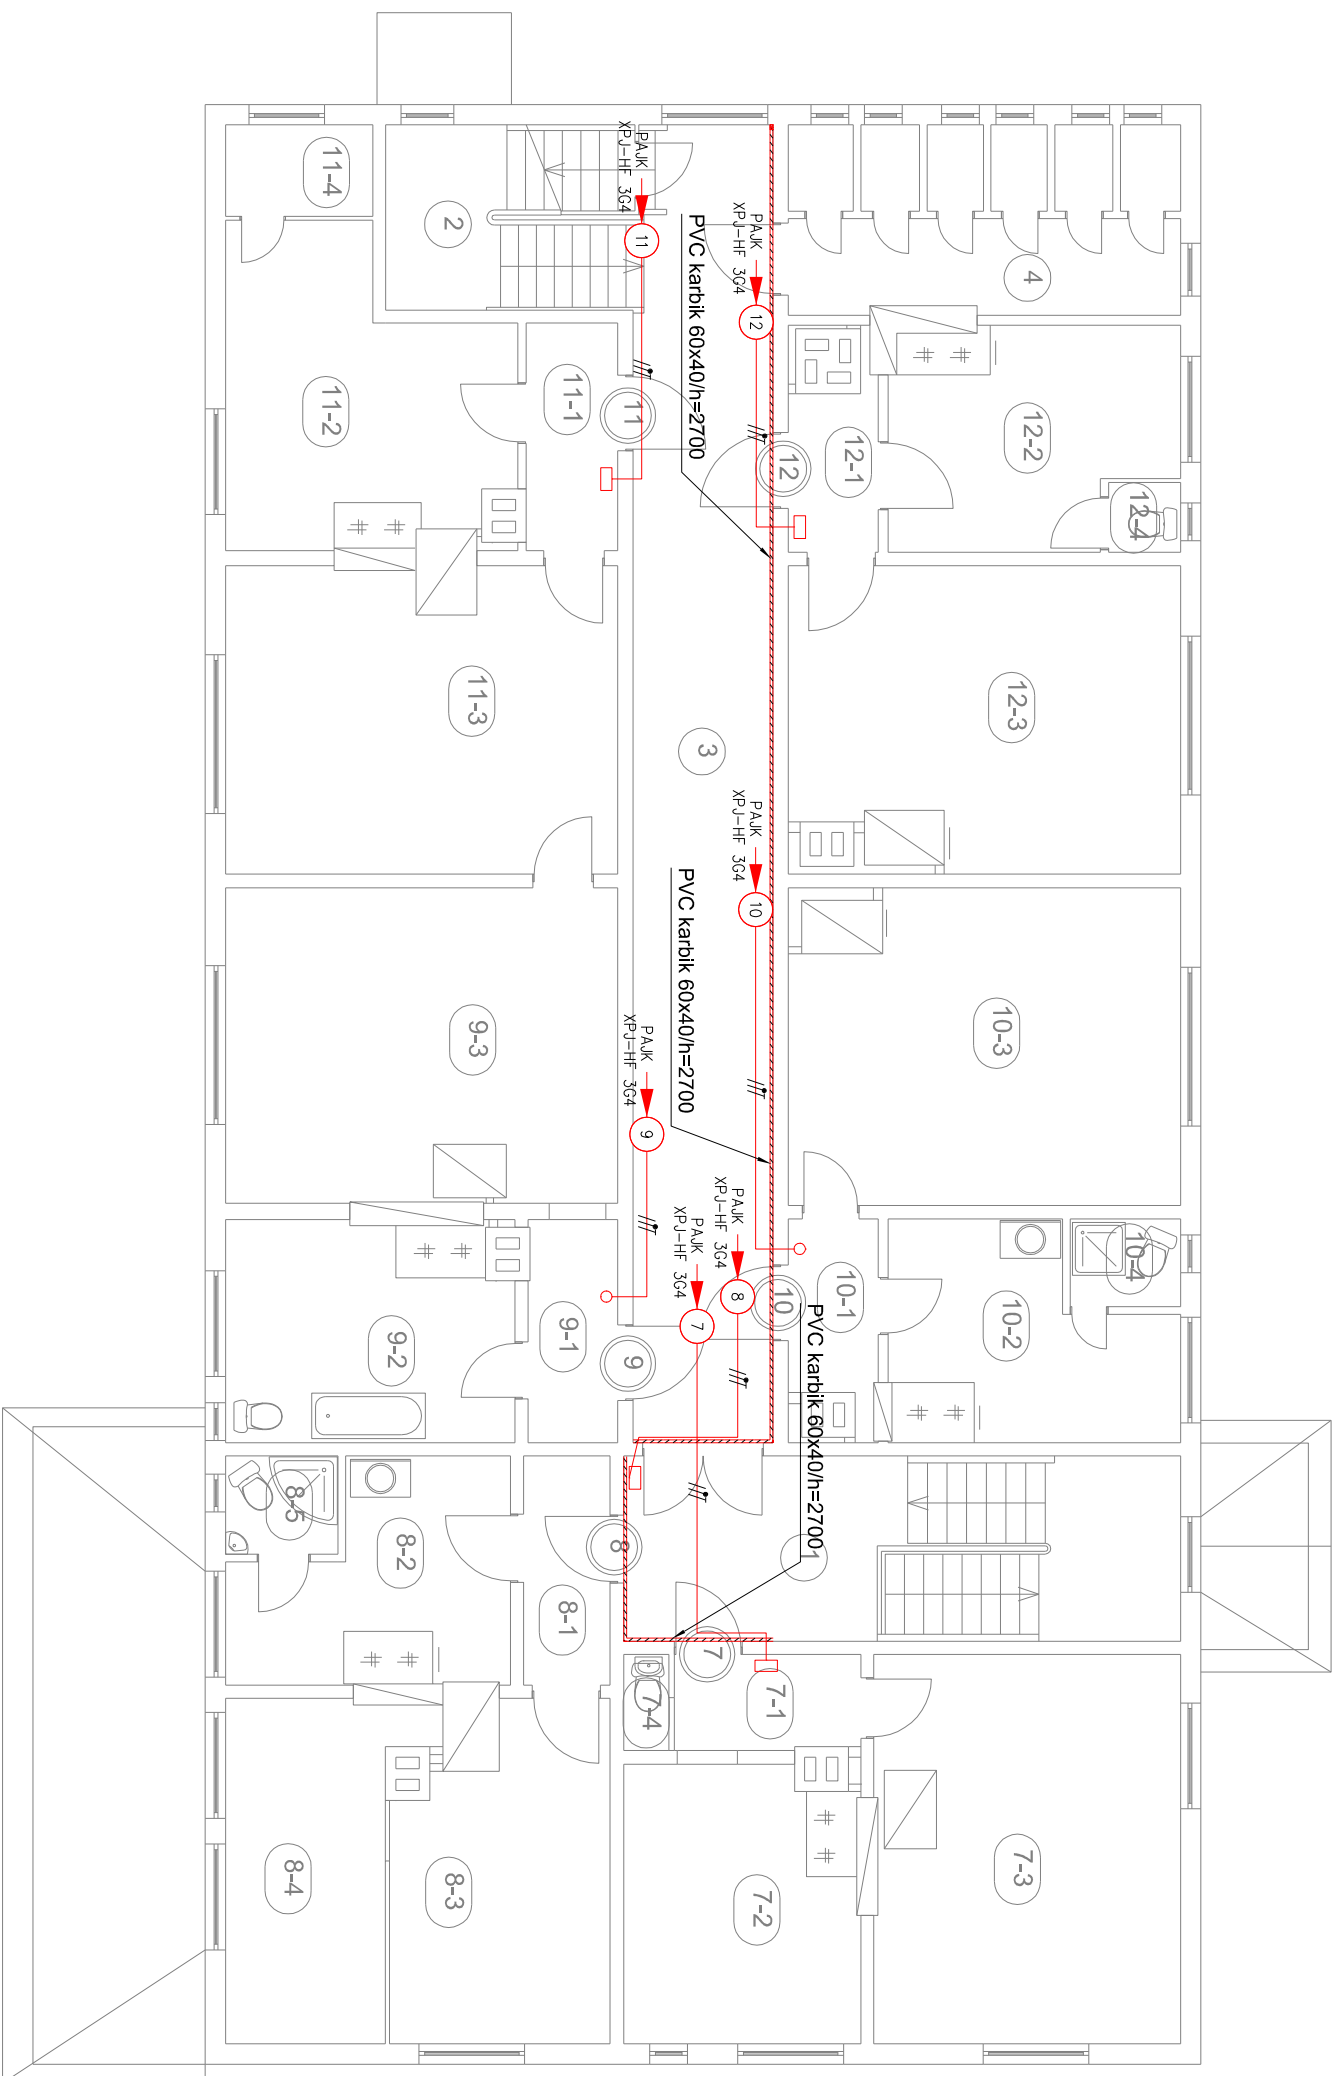 11-4
2
PAJK
XPJ-HF 3G4
11
PVC karbik 60x40/h=2700
PAJK
XPJ-HF 3G4
12
4
11-2
11-1
11
12
12-1
12-2
12-4
11-3
3
12-3
PAJK
XPJ-HF 3G4
10
PVC karbik 60x40/h=2700
9-3
PAJK
XPJ-HF 3G4
9
10-3
PAJK
XPJ-HF 3G4
8
PAJK
XPJ-HF 3G4
7
9-2
9-1
9
10
10-1
10-2
10-4
PVC karbik 60x40/h=2700
8-5
8-2
8-1
8
1
7
7-4
7-1
8-4
8-3
7-2
7-3